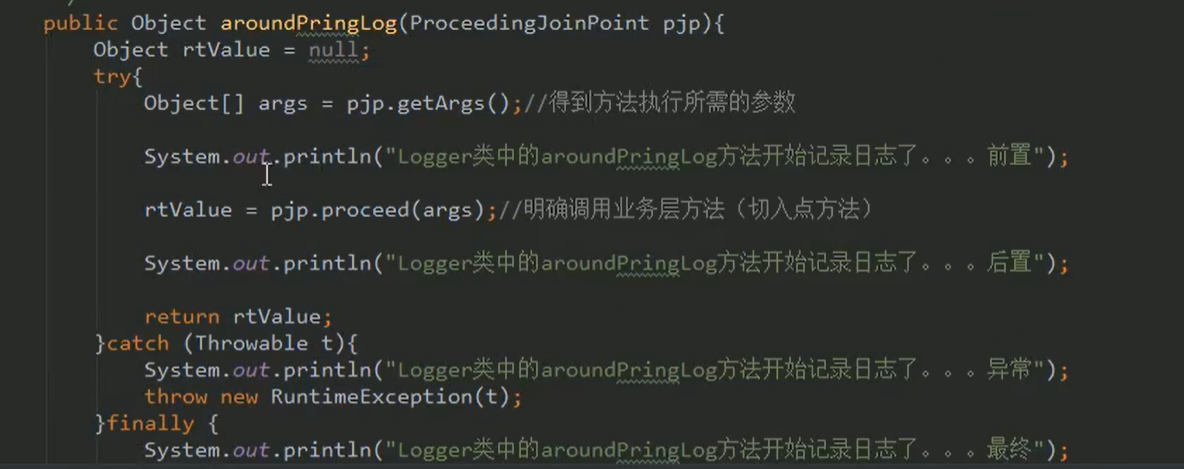 public Object aroundPringLog(ProceedingJoinPoint pjp){
Object rtValue = null;
try{
Object[] args = pjp.getArgs();//得到方法执行所需的参数
System.out.println("Logger类中的aroundPringLog方法开始记录日志了。。。前置");
rtValue = pjp.proceed(args);//明确调用业务层方法（切入点方法）
System.out.println("Logger类中的aroundPringLog方法开始记录日志了。。。后置");
return rtValue;
}catch (Throwable t){
System.out.println("Logger类中的aroundPringLog方法开始记录日志了。。。异常");
throw new RuntimeException(t);
}finally {
System.out.println("Logger类中的aroundPringLog方法开始记录日志了。。。最终");